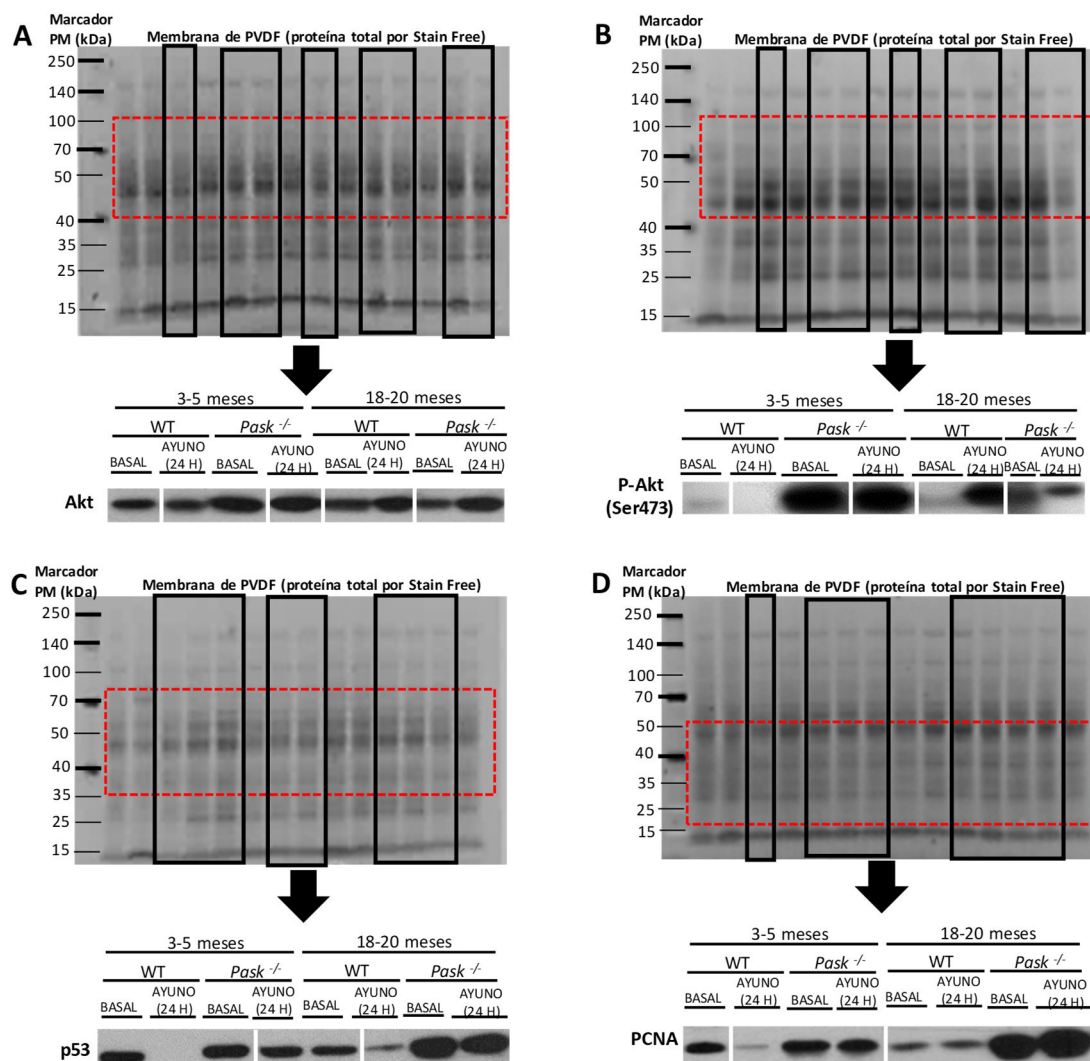 A
Marcador
PM (kDa)
Membrana de PVDF (proteína total por Stain Free)
250
140
100
70
50
40
35
25
15
3-5 meses
18-20 meses
WT
Pask -/-
WT
Pask -/-
BASAL
AYUNO
(24 H)
BASAL
AYUNO
(24 H)
BASAL
AYUNO
(24 H)
BASAL
AYUNO
(24 H)
Akt
B
Marcador
PM (kDa)
Membrana de PVDF (proteína total por Stain Free)
250
140
100
70
50
40
35
25
15
3-5 meses
18-20 meses
WT
Pask -/-
WT
Pask -/-
BASAL
AYUNO
(24 H)
BASAL
AYUNO
(24 H)
BASAL
AYUNO
(24 H)
BASAL
AYUNO
(24 H)
P-Akt
(Ser473)
C
Marcador
PM (kDa)
Membrana de PVDF (proteína total por Stain Free)
250
140
100
70
50
40
35
25
15
3-5 meses
18-20 meses
WT
Pask -/-
WT
Pask -/-
BASAL
AYUNO
(24 H)
BASAL
AYUNO
(24 H)
BASAL
AYUNO
(24 H)
BASAL
AYUNO
(24 H)
p53
D
Marcador
PM (kDa)
Membrana de PVDF (proteína total por Stain Free)
250
140
100
70
50
40
35
25
15
3-5 meses
18-20 meses
WT
Pask -/-
WT
Pask -/-
BASAL
AYUNO
(24 H)
BASAL
AYUNO
(24 H)
BASAL
AYUNO
(24 H)
BASAL
AYUNO
(24 H)
PCNA